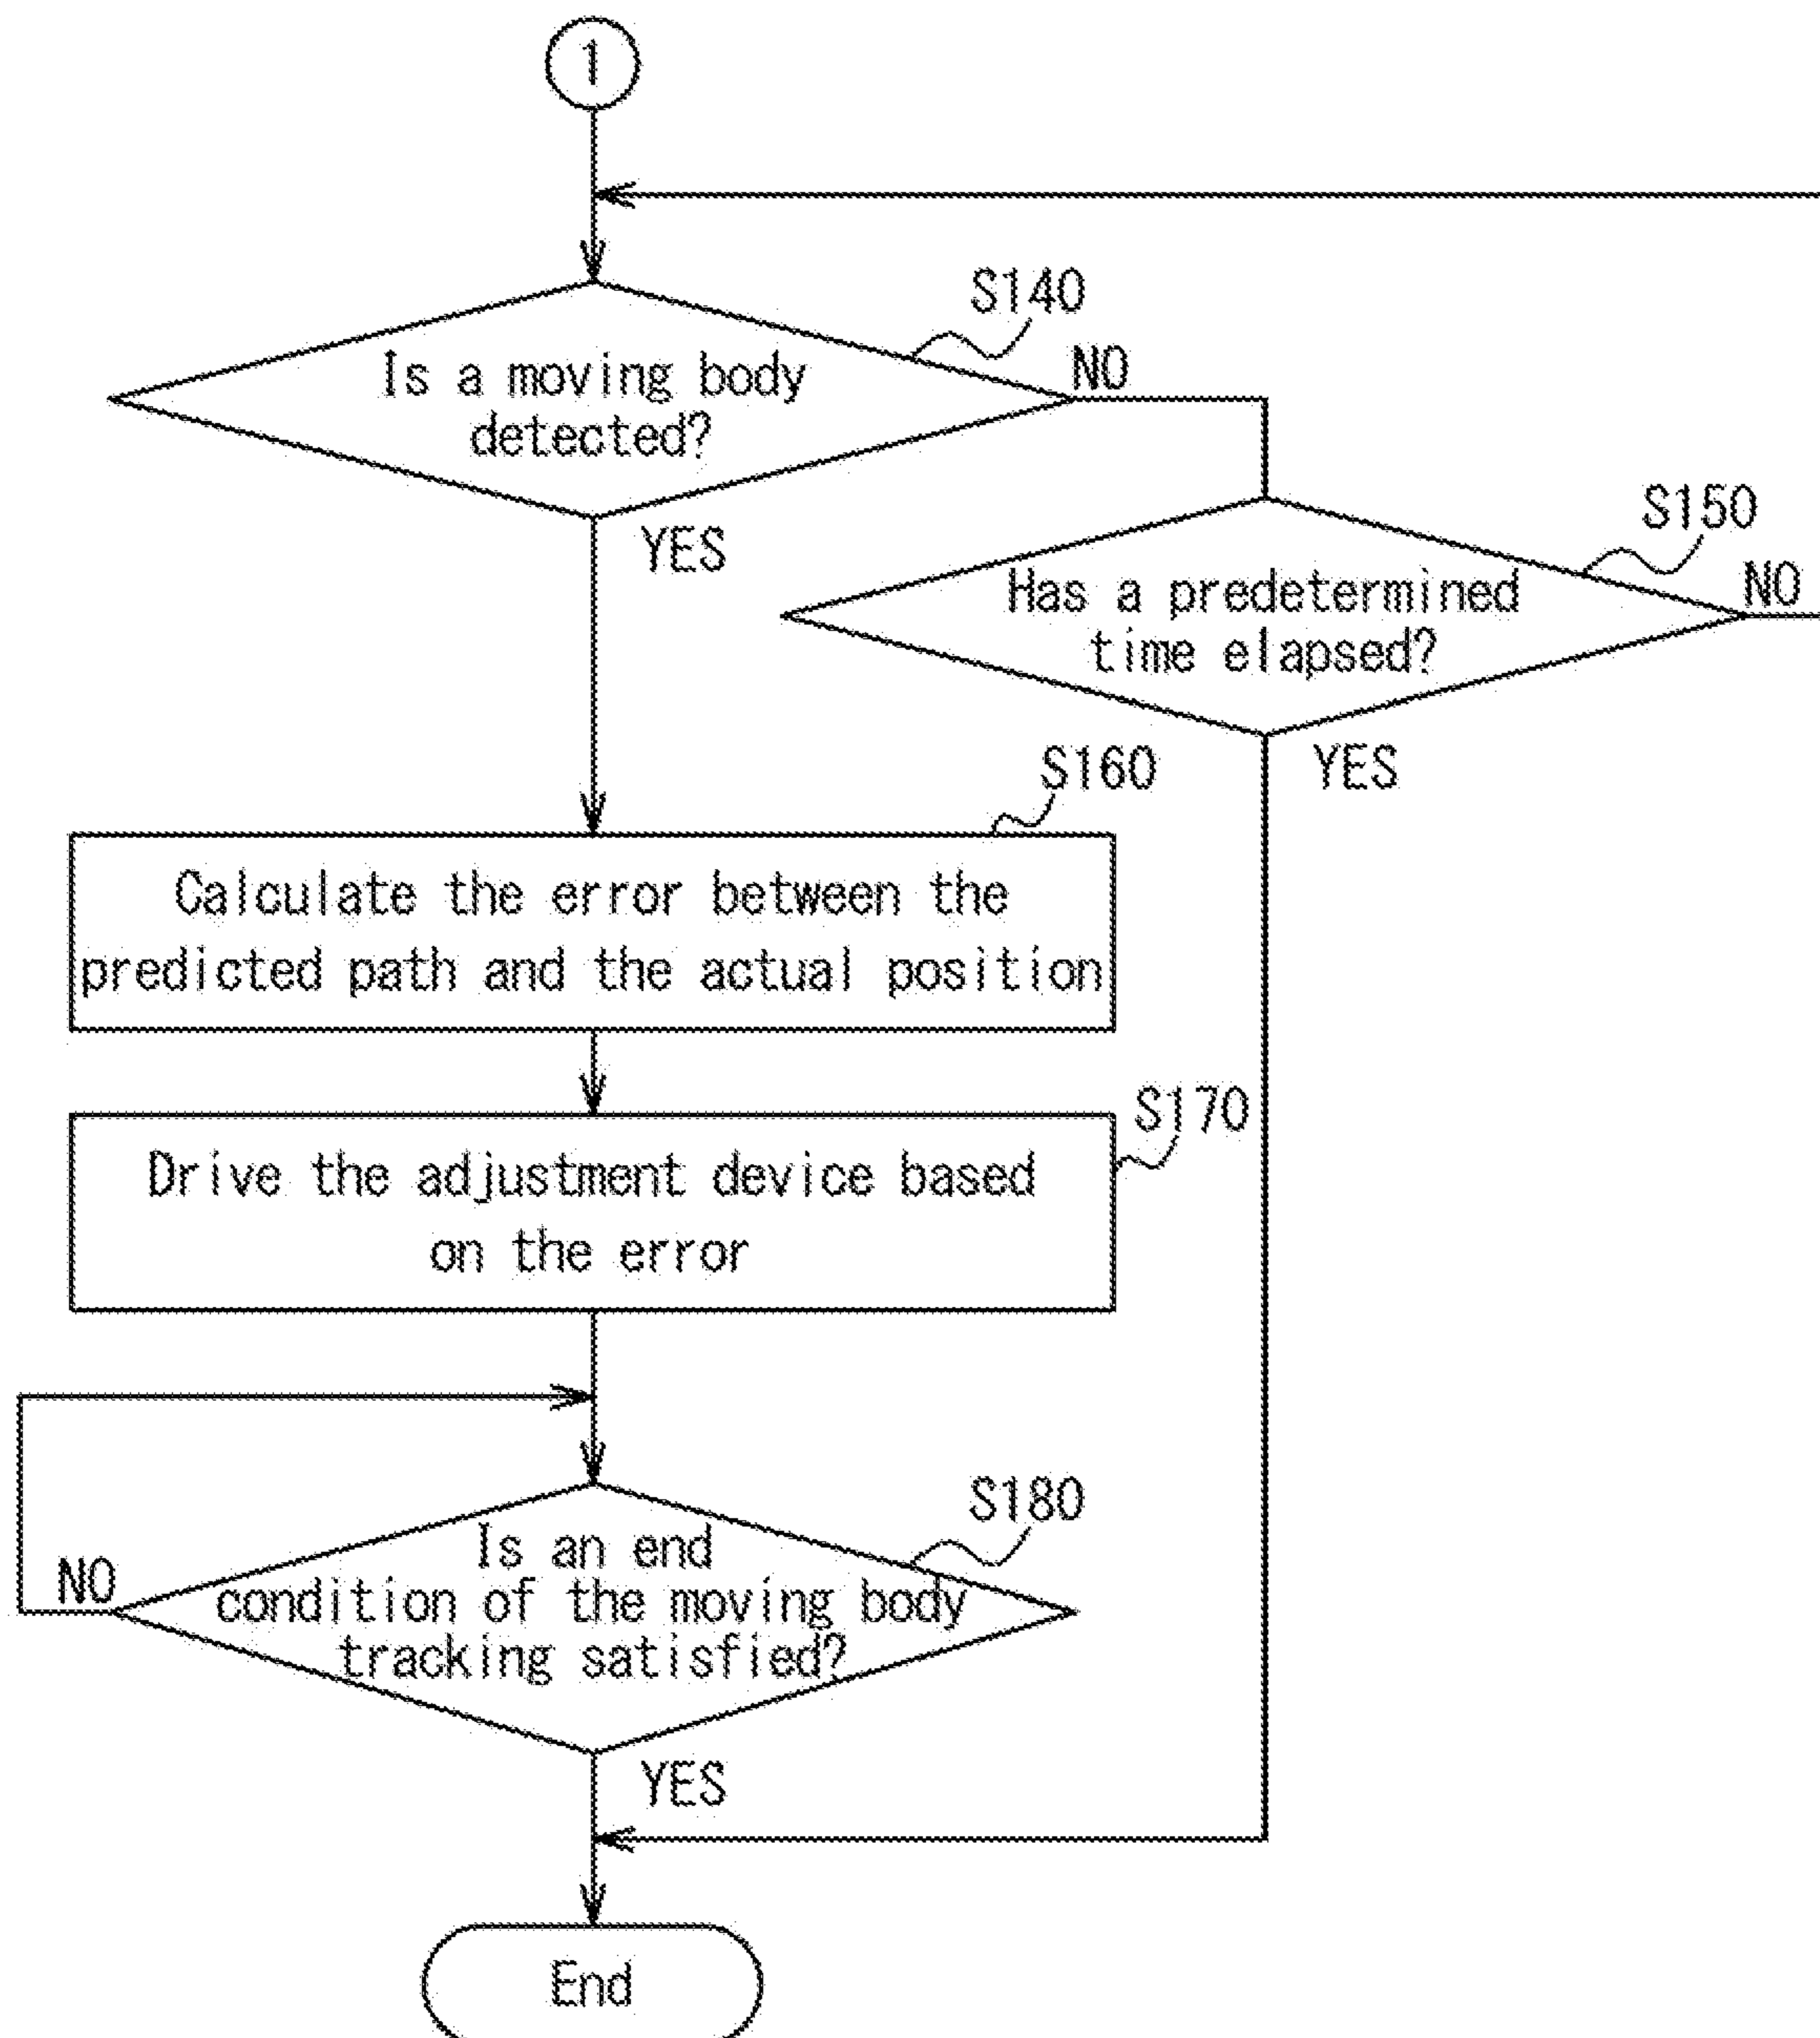 1
S140
Is a moving body
detected?
NO
YES
S150
Has a predetermined
time elapsed?
NO
YES
S160
Calculate the error between the
predicted path and the actual position
S170
Drive the adjustment device based
on the error
S180
Is an end
condition of the moving body
tracking satisfied?
NO
YES
End